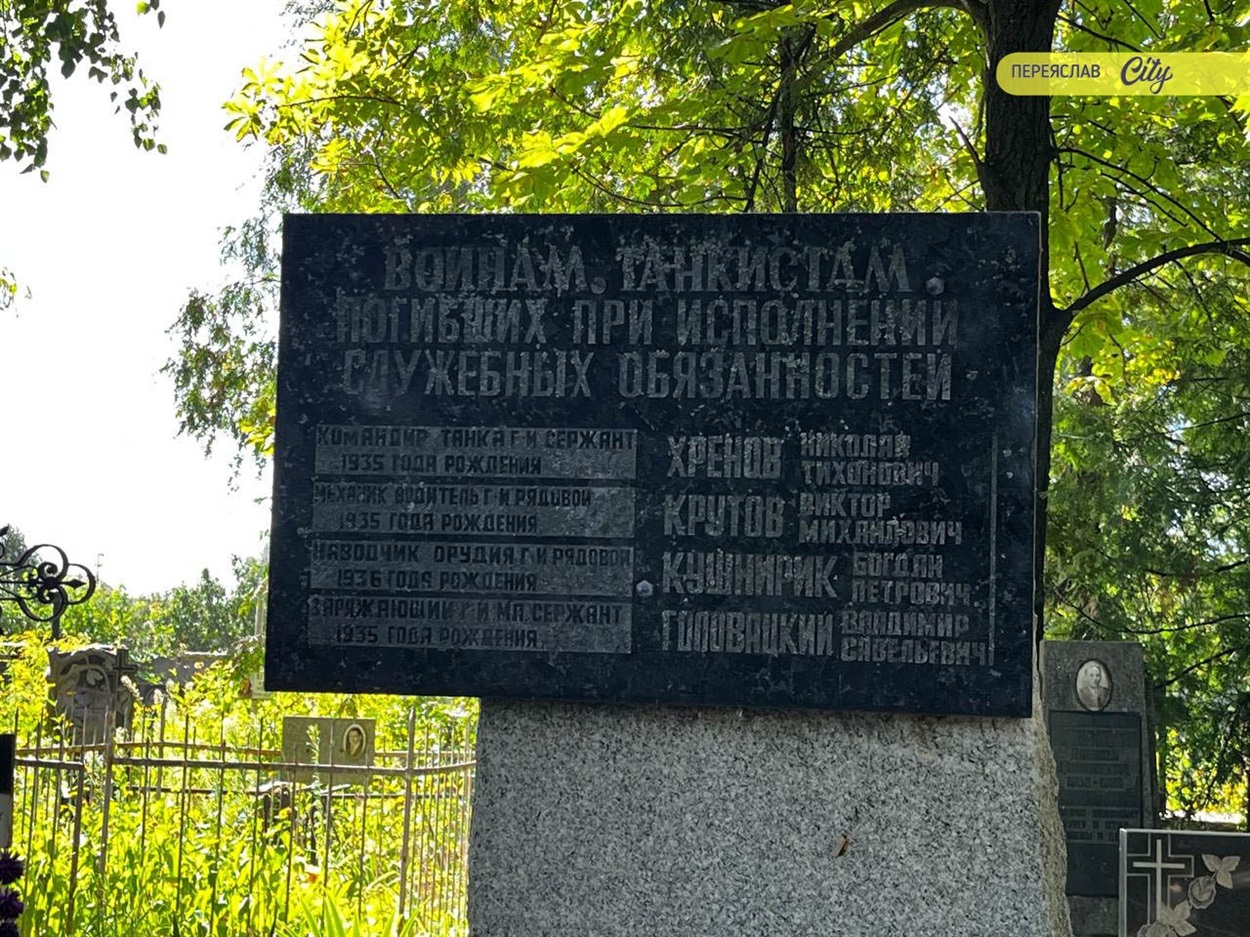 ПЕРЕЯСЛАВ City
ВОИНАМ. ТАНКИСТАМ.
ПОГИБШИХ ПРИ ИСПОЛНЕНИИ
СЛУЖЕБНЫХ ОБЯЗАННОСТЕЙ
КОМАНДИР ТАНКА Г.И СЕРЖАНТ
1935 ГОДА РОЖДЕНИЯ
ХРЕНОВ НИКОЛАЙ
ТИХОНОВИЧ
МЕХАНИК ВОДИТЕЛЬ Г.И РЯДОВОЙ
1935 ГОДА РОЖДЕНИЯ
КРУТОВ ВИКТОР
МИХАЙЛОВИЧ
НАВОДЧИК ОРУДИЯ Г.И РЯДОВОЙ
1936 ГОДА РОЖДЕНИЯ
КУШНИРИК БОГДАН
ПЕТРОВИЧ
ЗАРЯЖАЮЩИЙ Г.И МЛ. СЕРЖАНТ
1935 ГОДА РОЖДЕНИЯ
ГОЛОВАЦКИЙ ВЛАДИМИР
САВЕЛЬЕВИЧ